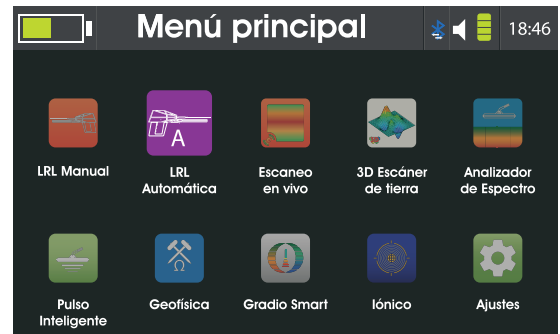 Menú principal
18:46
A
LRL Manual
LRL
Automática
Escaneo
en vivo
3D Escáner
de tierra
Analizador
de Espectro
Ω
Pulso
Inteligente
Geofísica
Gradio Smart
Iónico
Ajustes